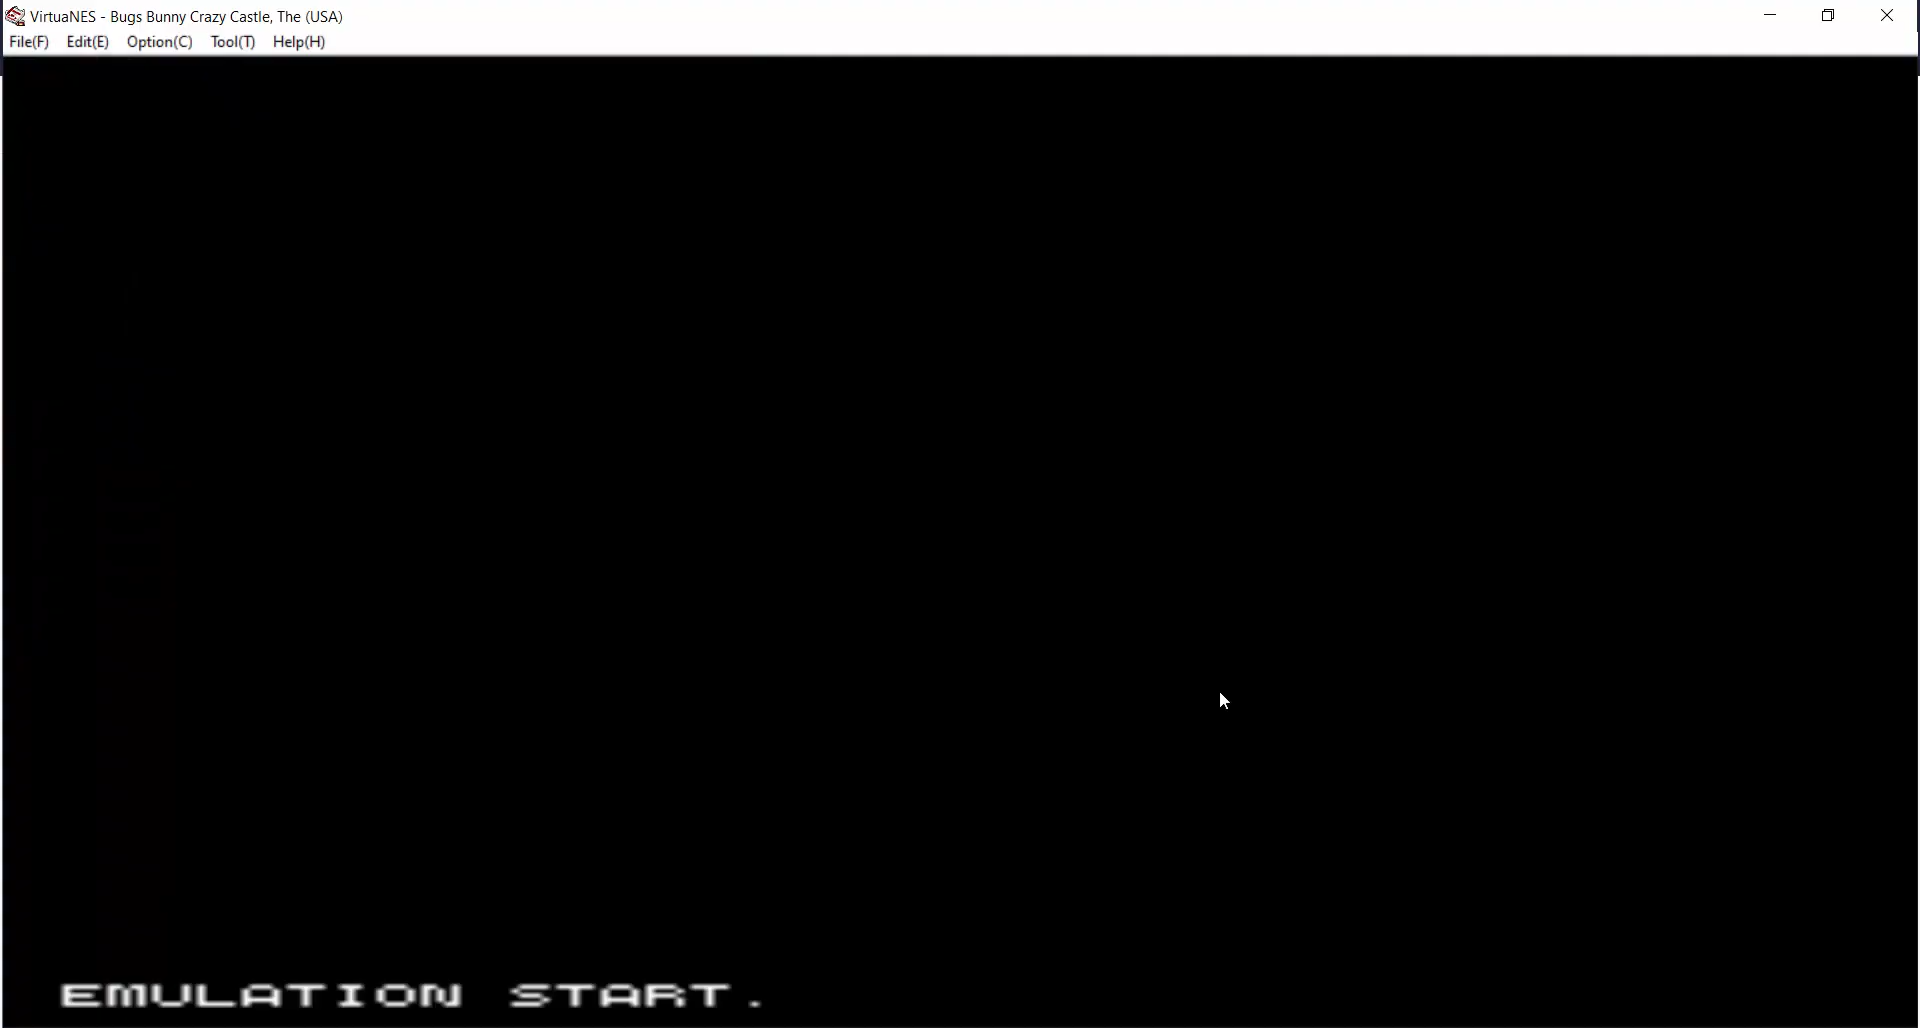 VirtuaNES - Bugs Bunny Crazy Castle, The (USA)
File(F) Edit(E) Option(C) Tool(T) Help(H)
EMULATION START.